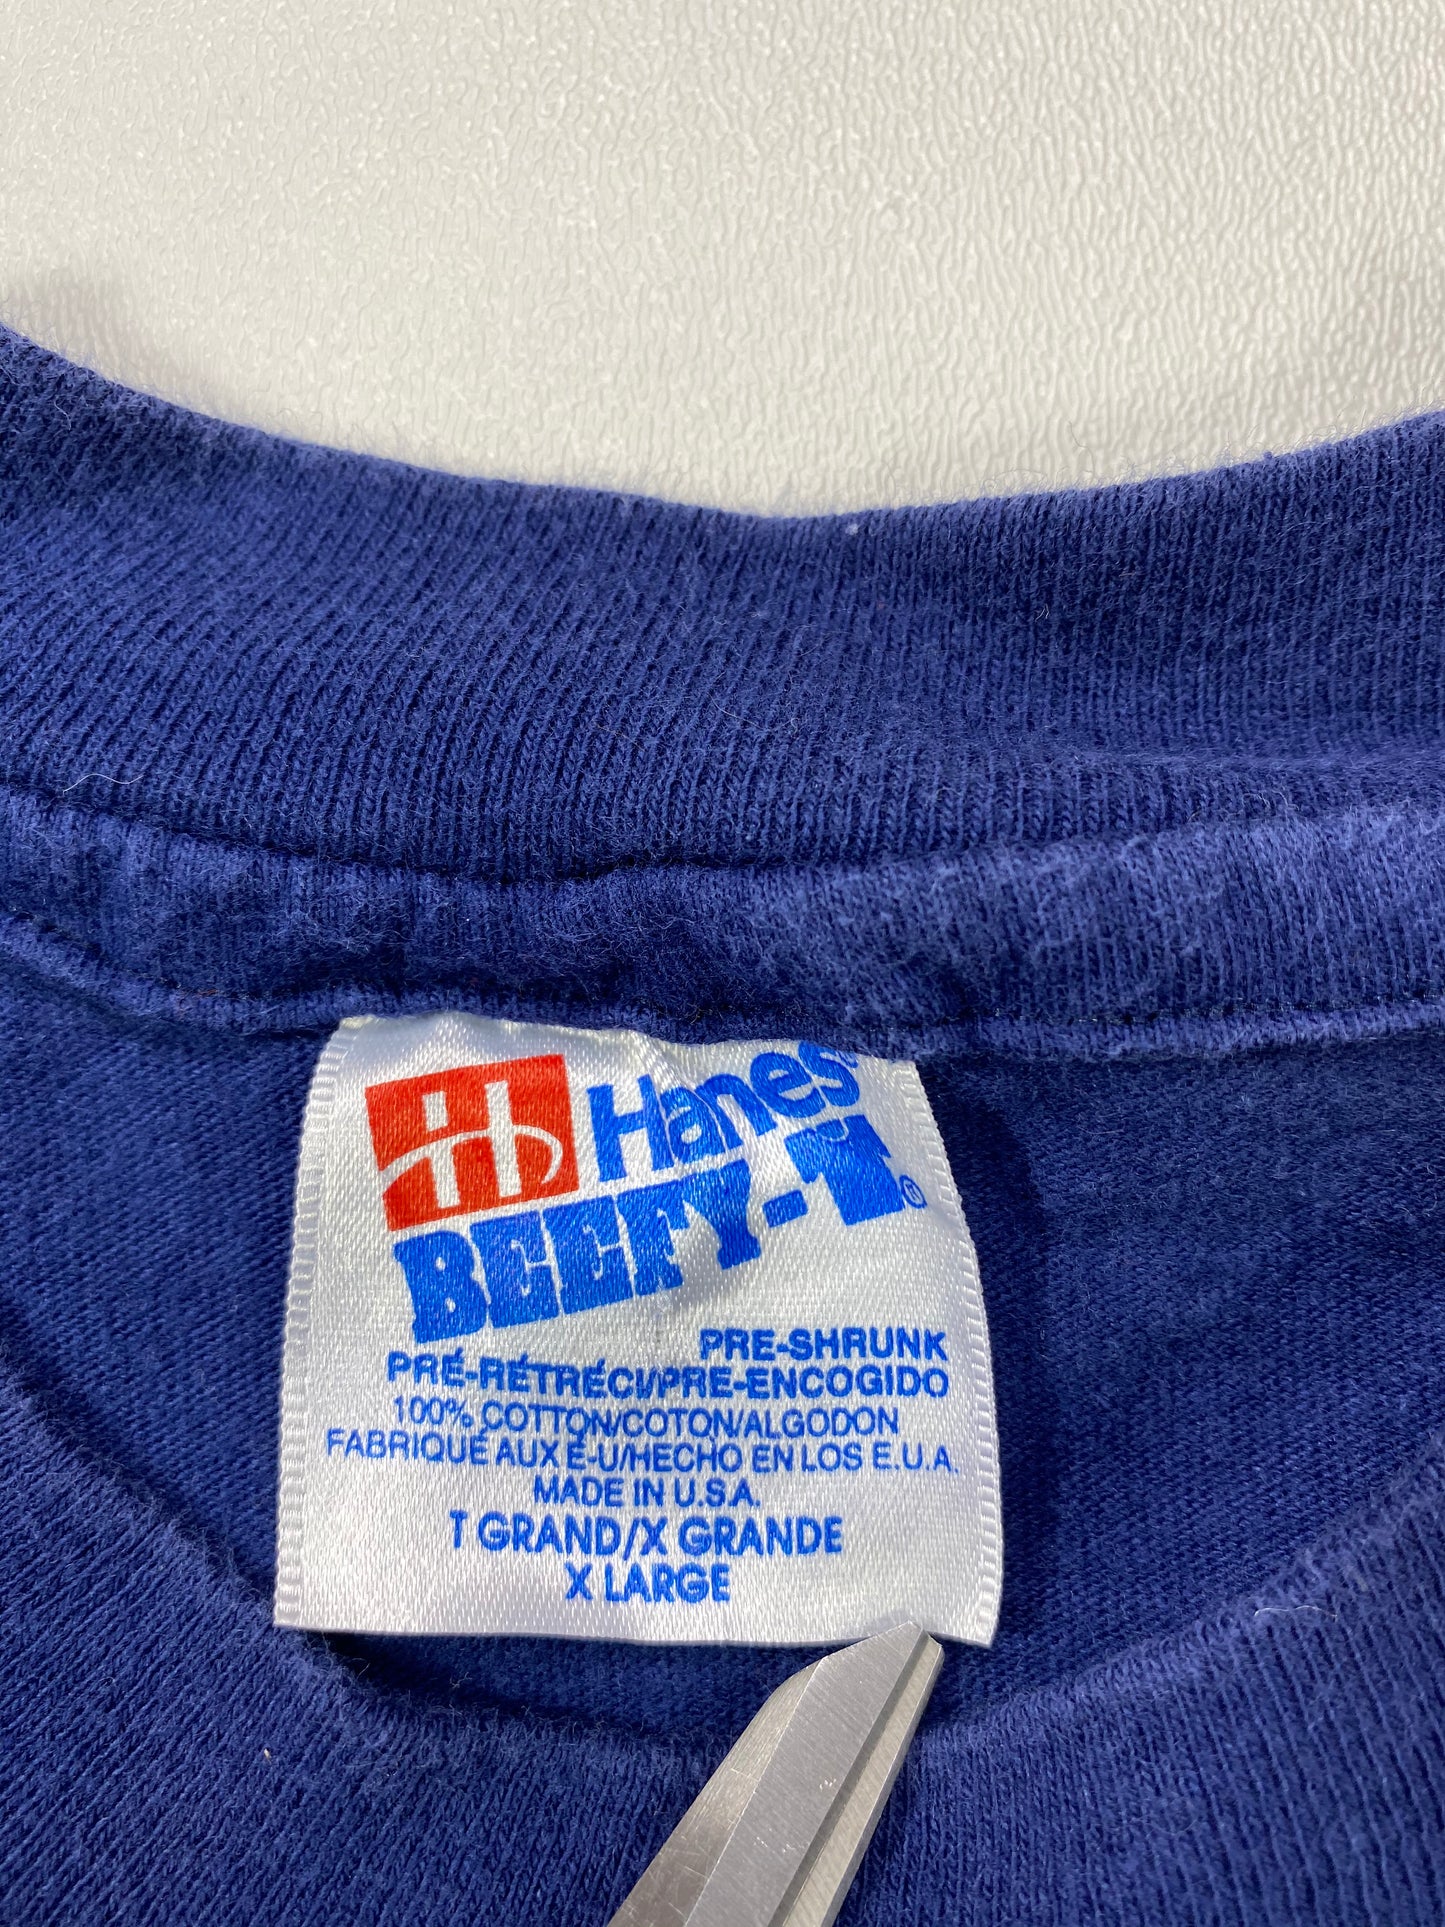 Hanes®
BEEFY-T®
PRE-SHRUNK
PRÉ-RÉTRÉCI/PRE-ENCOGIDO
100% COTTON/COTON/ALGODON
FABRIQUÉ AUX É-U/HECHO EN LOS E.U.A.
MADE IN U.S.A.
T GRAND/X GRANDE
X LARGE